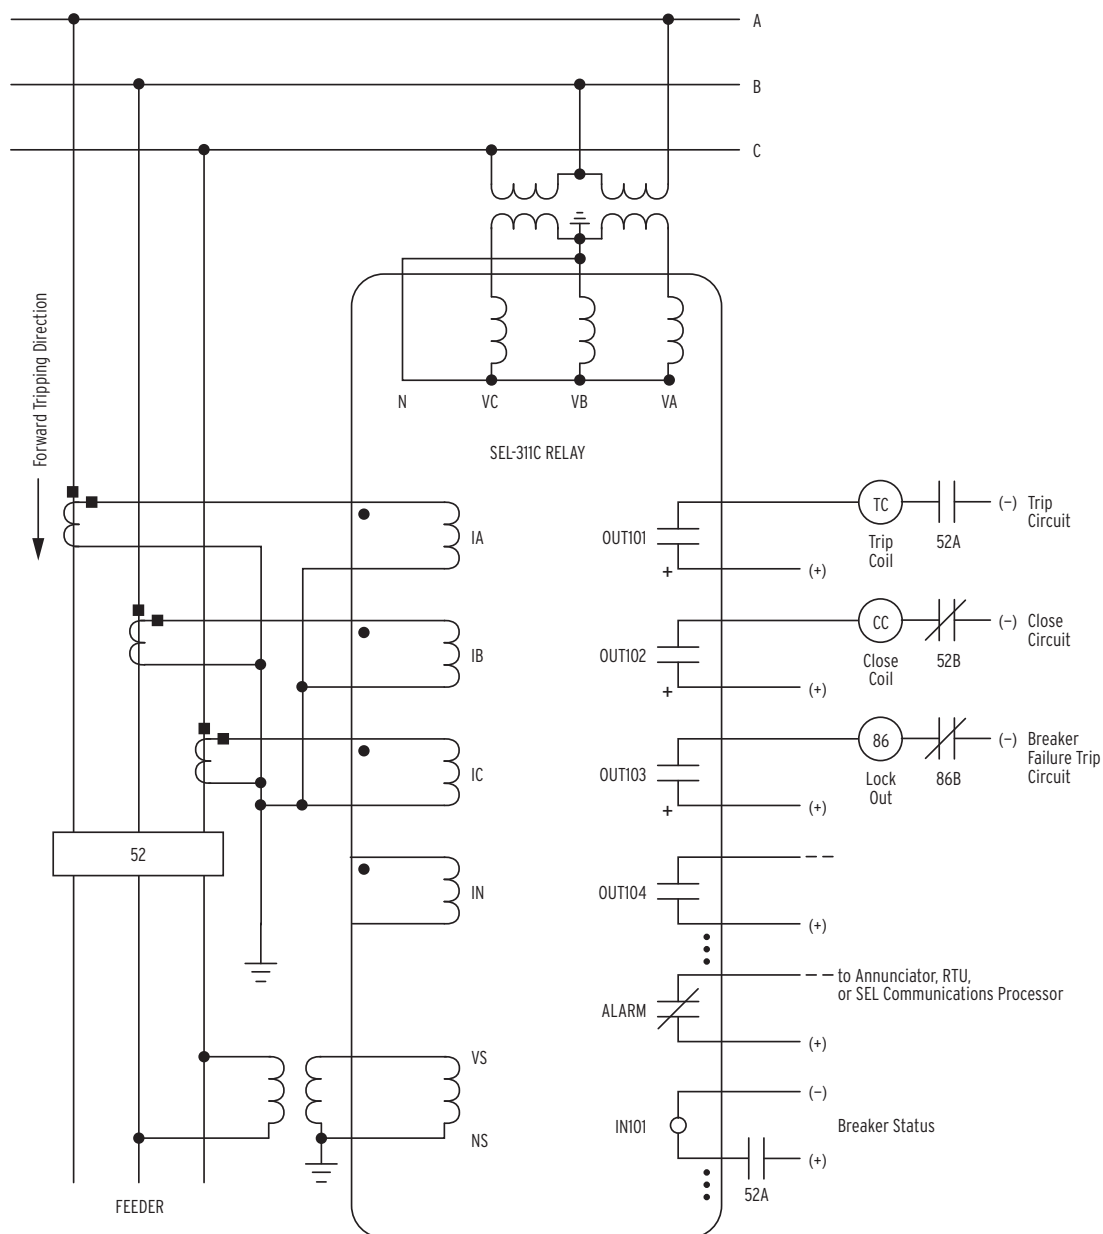 A
B
C
Forward Tripping Direction
N
VC
VB
VA
SEL-311C RELAY
IA
OUT101
+
TC
Trip
Coil
52A
(–)
Trip
Circuit
(+)
IB
OUT102
+
CC
Close
Coil
52B
(–)
Close
Circuit
(+)
IC
OUT103
+
86
Lock
Out
86B
(–)
Breaker
Failure Trip
Circuit
(+)
52
IN
OUT104
(+)
ALARM
to Annunciator, RTU,
or SEL Communications Processor
(+)
VS
NS
IN101
(–)
Breaker Status
(+)
52A
FEEDER